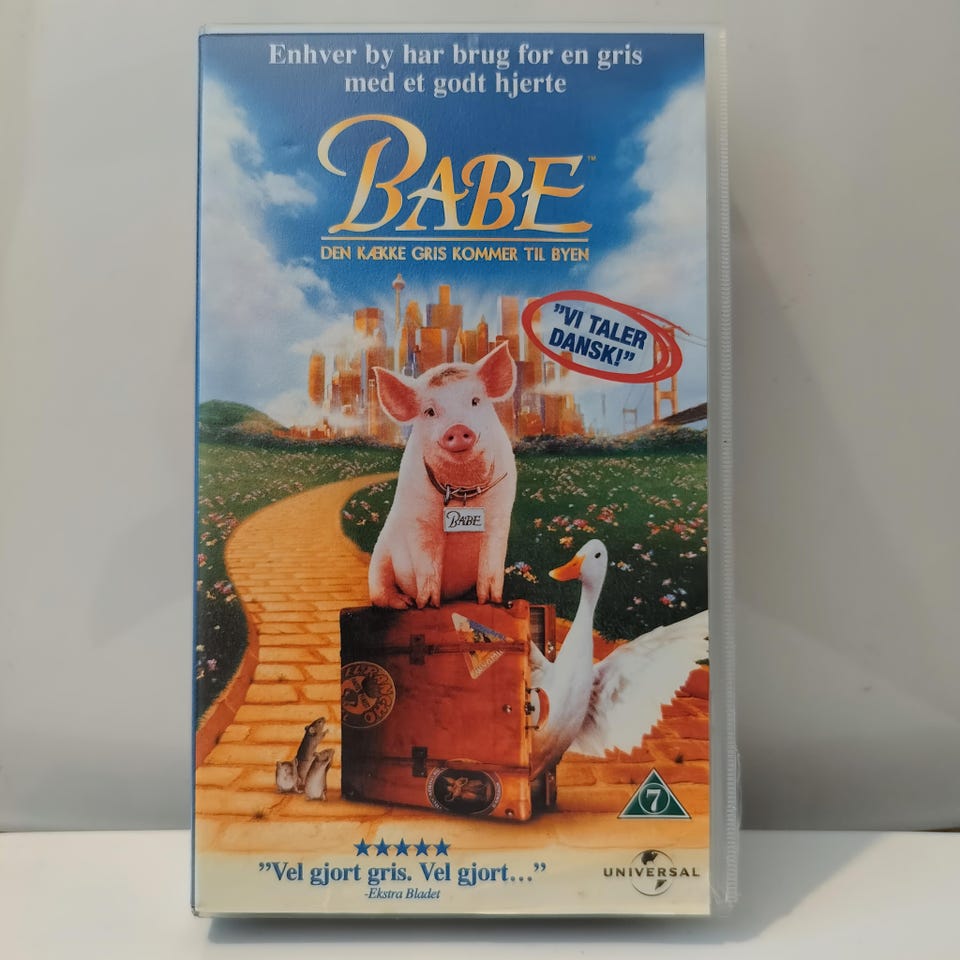 Enhver by har brug for en gris
med et godt hjerte
BABE™
DEN KÆKKE GRIS KOMMER TIL BYEN
"VI TALER
DANSK!"
BABE
7
★★★★★
”Vel gjort gris. Vel gjort...”
-Ekstra Bladet
UNIVERSAL